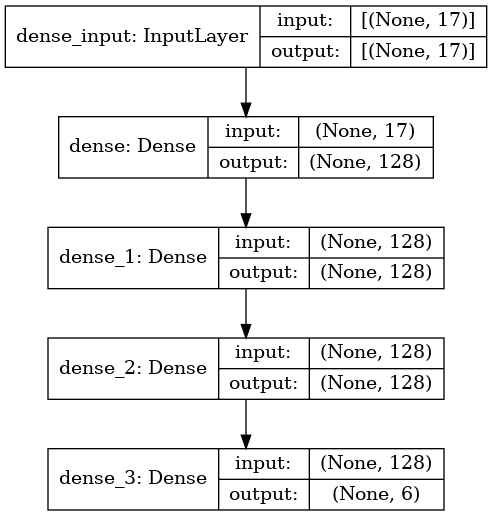 dense_input: InputLayer
input: [(None, 17)]
output: [(None, 17)]
dense: Dense
input: (None, 17)
output: (None, 128)
dense_1: Dense
input: (None, 128)
output: (None, 128)
dense_2: Dense
input: (None, 128)
output: (None, 128)
dense_3: Dense
input: (None, 128)
output: (None, 6)